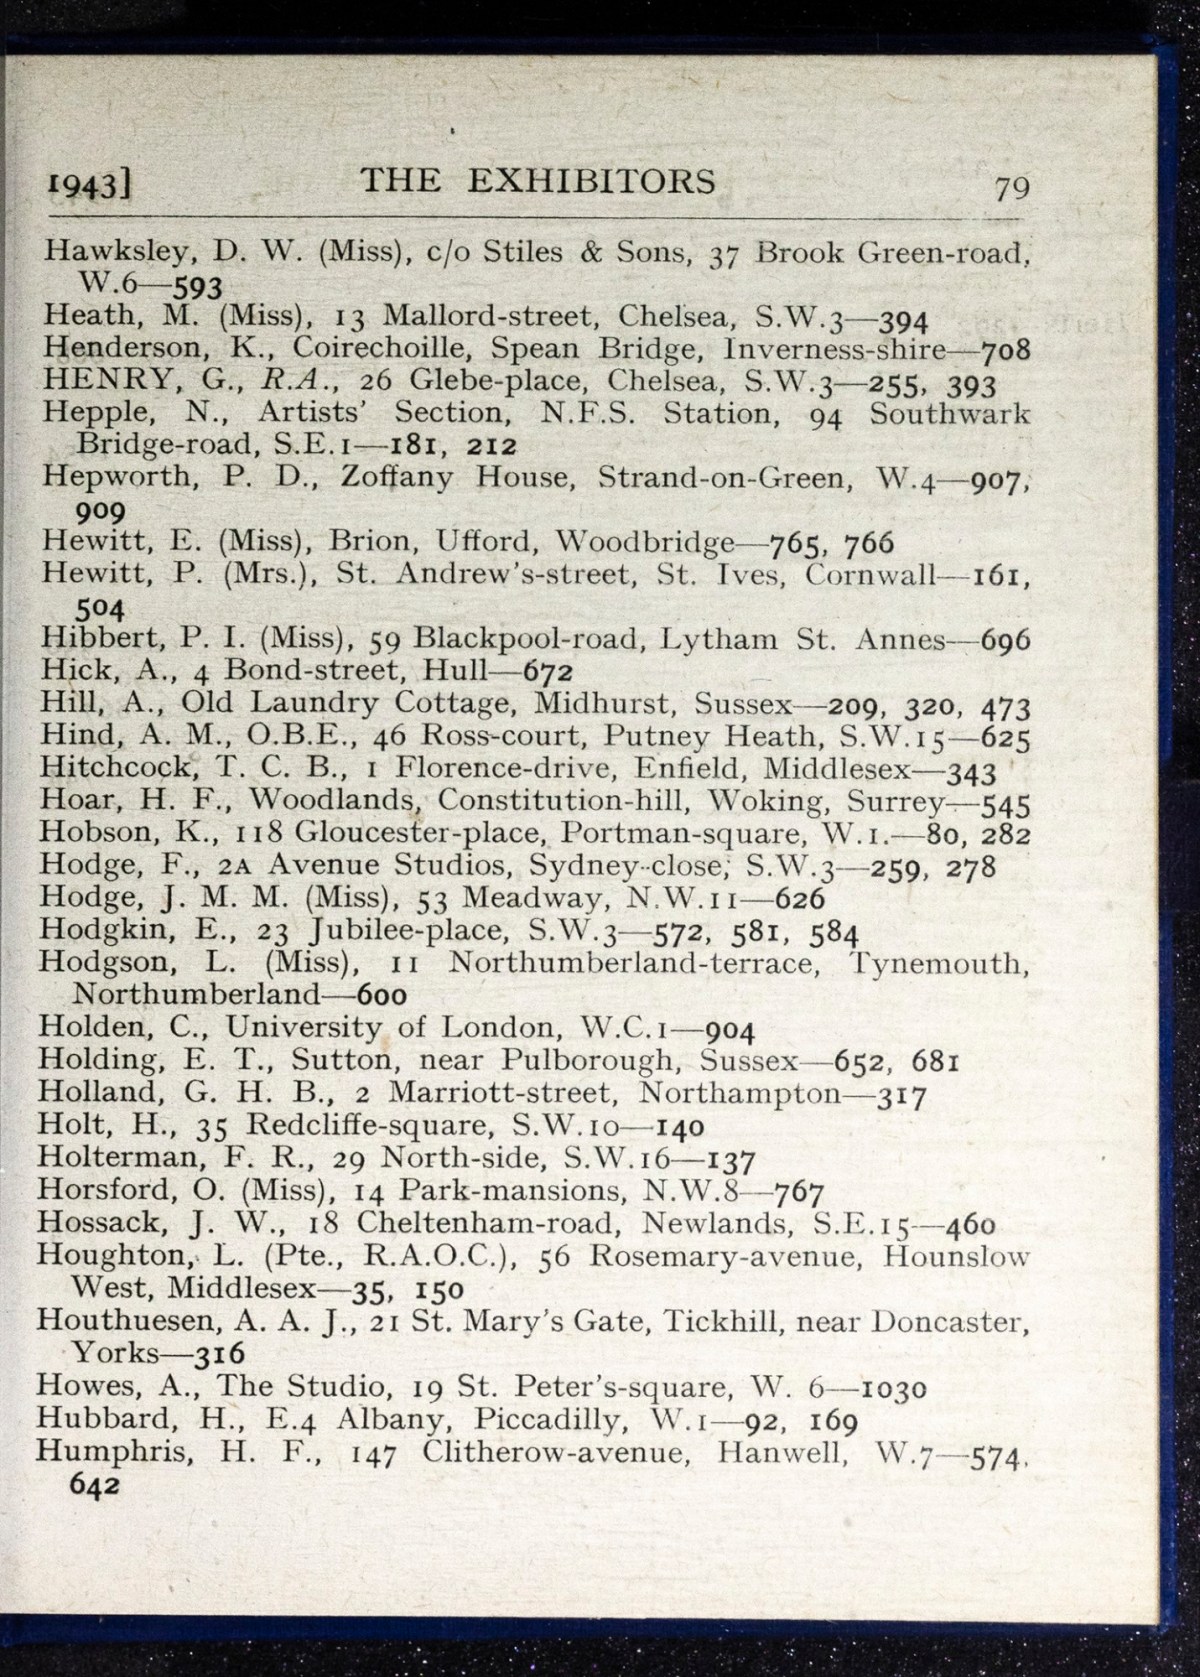 1943] THE EXHIBITORS 79
Hawksley, D. W. (Miss), c/o Stiles & Sons, 37 Brook Green-road,
W.6—593
Heath, M. (Miss), 13 Mallord-street, Chelsea, S.W.3—394
Henderson, K., Coirechoille, Spean Bridge, Inverness-shire—708
HENRY, G., R.A., 26 Glebe-place, Chelsea, S.W.3—255, 393
Hepple, N., Artists' Section, N.F.S. Station, 94 Southwark
Bridge-road, S.E.1—181, 212
Hepworth, P. D., Zoffany House, Strand-on-Green, W.4—907,
909
Hewitt, E. (Miss), Brion, Ufford, Woodbridge—765, 766
Hewitt, P. (Mrs.), St. Andrew's-street, St. Ives, Cornwall—161,
504
Hibbert, P. I. (Miss), 59 Blackpool-road, Lytham St. Annes—696
Hick, A., 4 Bond-street, Hull—672
Hill, A., Old Laundry Cottage, Midhurst, Sussex—209, 320, 473
Hind, A. M., O.B.E., 46 Ross-court, Putney Heath, S.W.15—625
Hitchcock, T. C. B., 1 Florence-drive, Enfield, Middlesex—343
Hoar, H. F., Woodlands, Constitution-hill, Woking, Surrey—545
Hobson, K., 118 Gloucester-place, Portman-square, W.1.—80, 282
Hodge, F., 2A Avenue Studios, Sydney-close, S.W.3—259, 278
Hodge, J. M. M. (Miss), 53 Meadway, N.W.11—626
Hodgkin, E., 23 Jubilee-place, S.W.3—572, 581, 584
Hodgson, L. (Miss), 11 Northumberland-terrace, Tynemouth,
Northumberland—600
Holden, C., University of London, W.C.1—904
Holding, E. T., Sutton, near Pulborough, Sussex—652, 681
Holland, G. H. B., 2 Marriott-street, Northampton—317
Holt, H., 35 Redcliffe-square, S.W.10—140
Holterman, F. R., 29 North-side, S.W.16—137
Horsford, O. (Miss), 14 Park-mansions, N.W.8—767
Hossack, J. W., 18 Cheltenham-road, Newlands, S.E.15—460
Houghton, L. (Pte., R.A.O.C.), 56 Rosemary-avenue, Hounslow
West, Middlesex—35, 150
Houthuesen, A. A. J., 21 St. Mary's Gate, Tickhill, near Doncaster,
Yorks—316
Howes, A., The Studio, 19 St. Peter's-square, W. 6—1030
Hubbard, H., E.4 Albany, Piccadilly, W.1—92, 169
Humphris, H. F., 147 Clitherow-avenue, Hanwell, W.7—574,
642